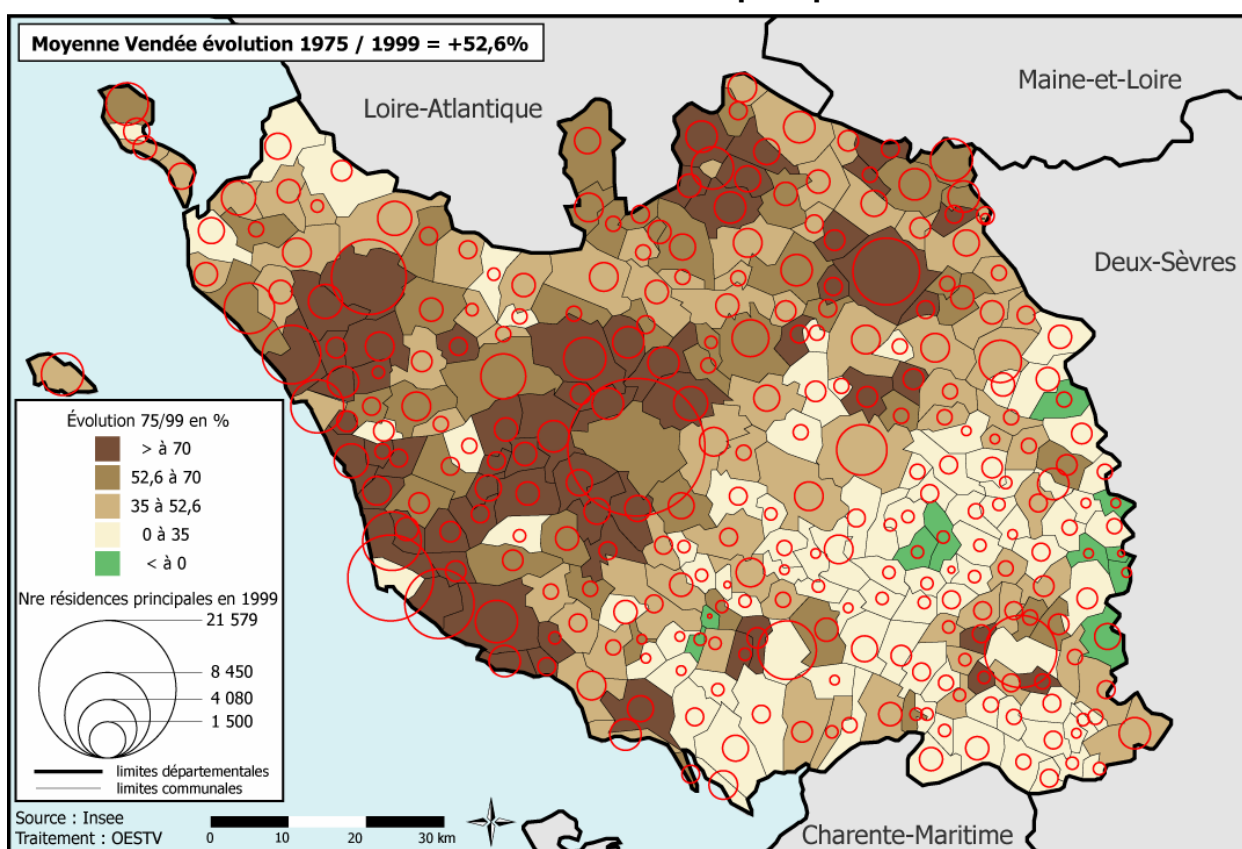 Moyenne Vendée évolution 1975 / 1999 = +52,6%
Maine-et-Loire
Loire-Atlantique
Deux-Sèvres
Évolution 75/99 en %
> à 70
52,6 à 70
35 à 52,6
0 à 35
< à 0
Nre résidences principales en 1999
21 579
8 450
4 080
1 500
limites départementales
limites communales
Source : Insee
Traitement : OESTV
0 10 20 30 km
Charente-Maritime